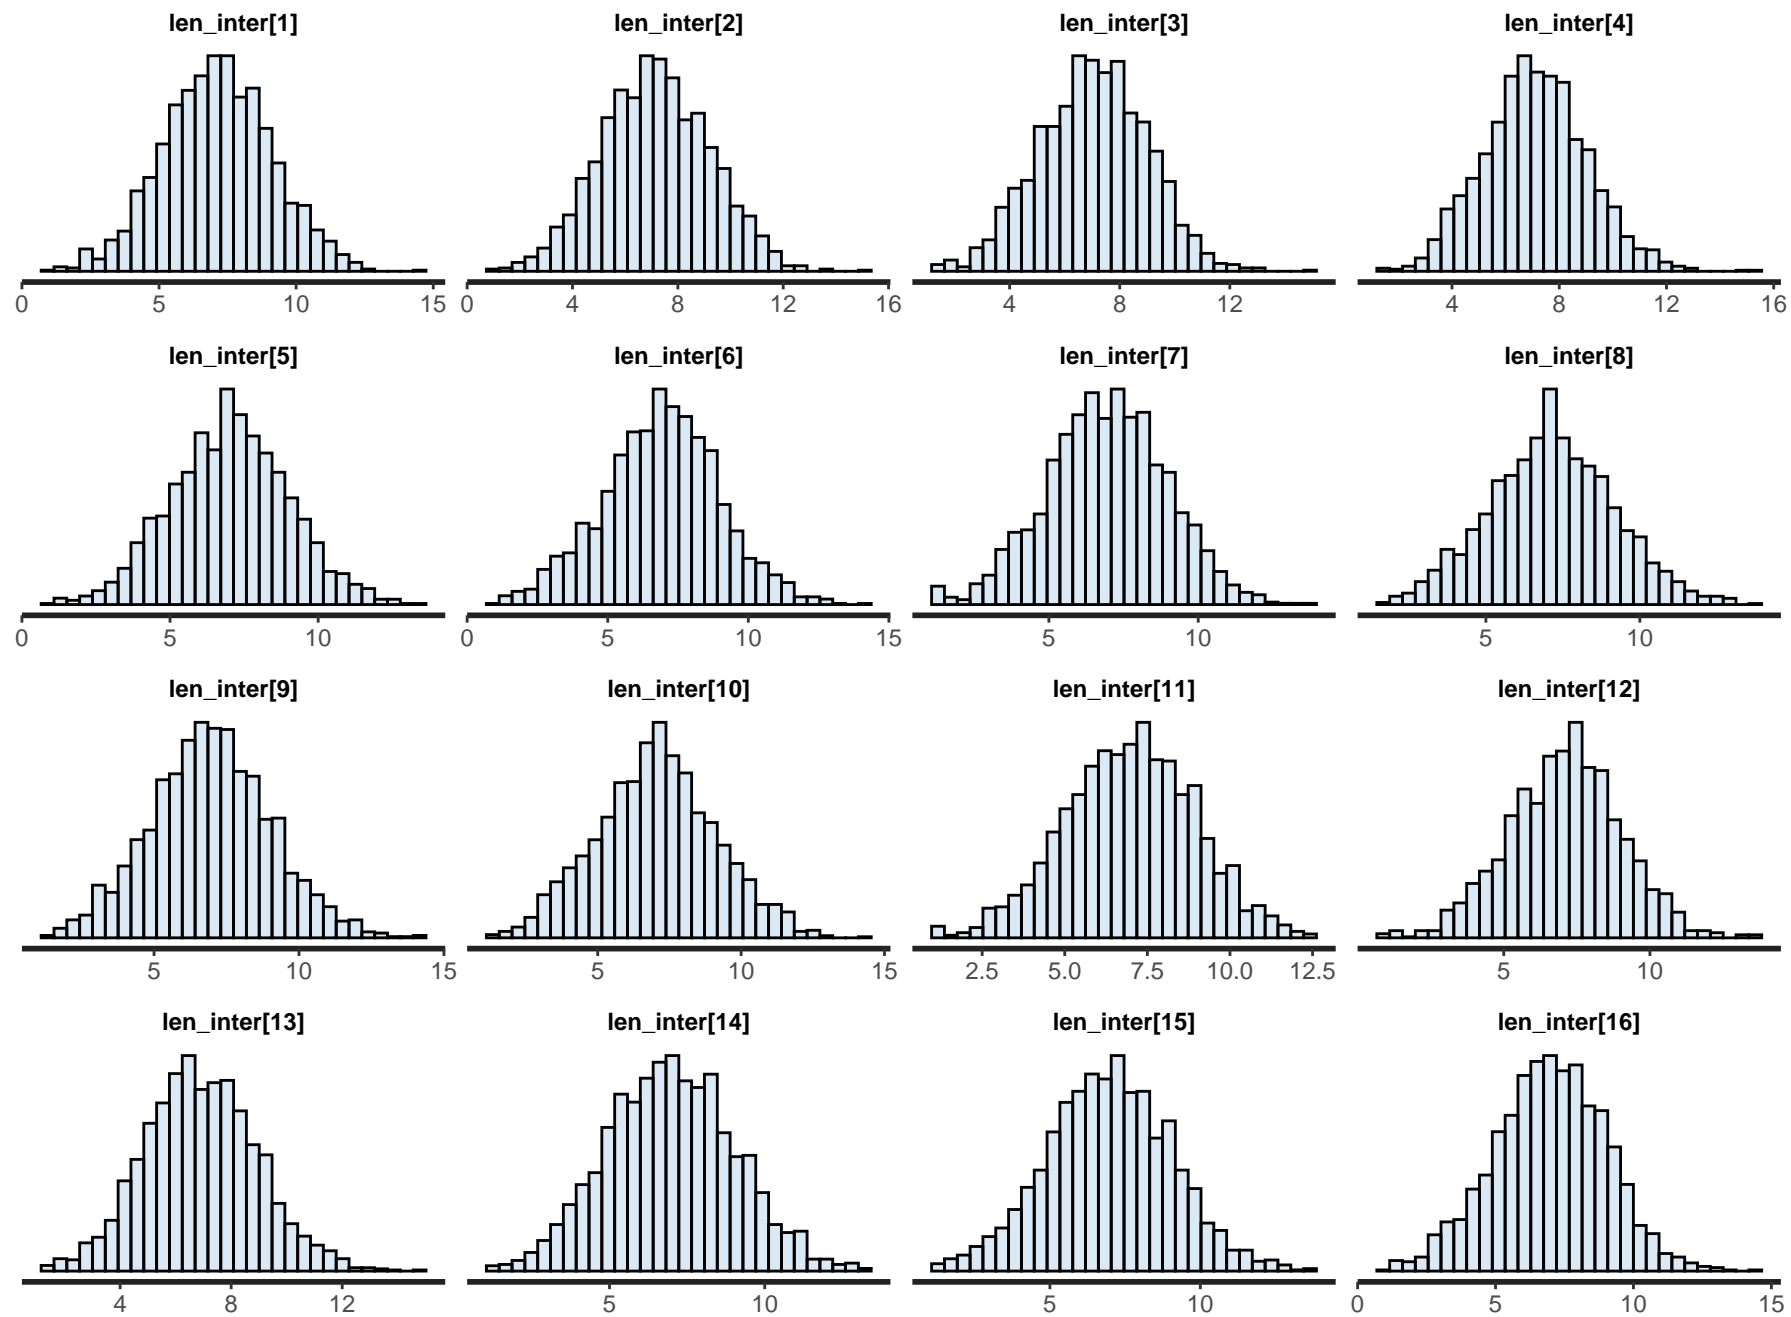 len_inter[1] len_inter[2] len_inter[3] len_inter[4]
0 5 10 15 0 4 8 12 16 4 8 12 4 8 12 16
len_inter[5] len_inter[6] len_inter[7] len_inter[8]
0 5 10 0 5 10 15 5 10 5 10
len_inter[9] len_inter[10] len_inter[11] len_inter[12]
5 10 15 5 10 15 2.5 5.0 7.5 10.0 12.5 5 10
len_inter[13] len_inter[14] len_inter[15] len_inter[16]
4 8 12 5 10 5 10 0 5 10 15